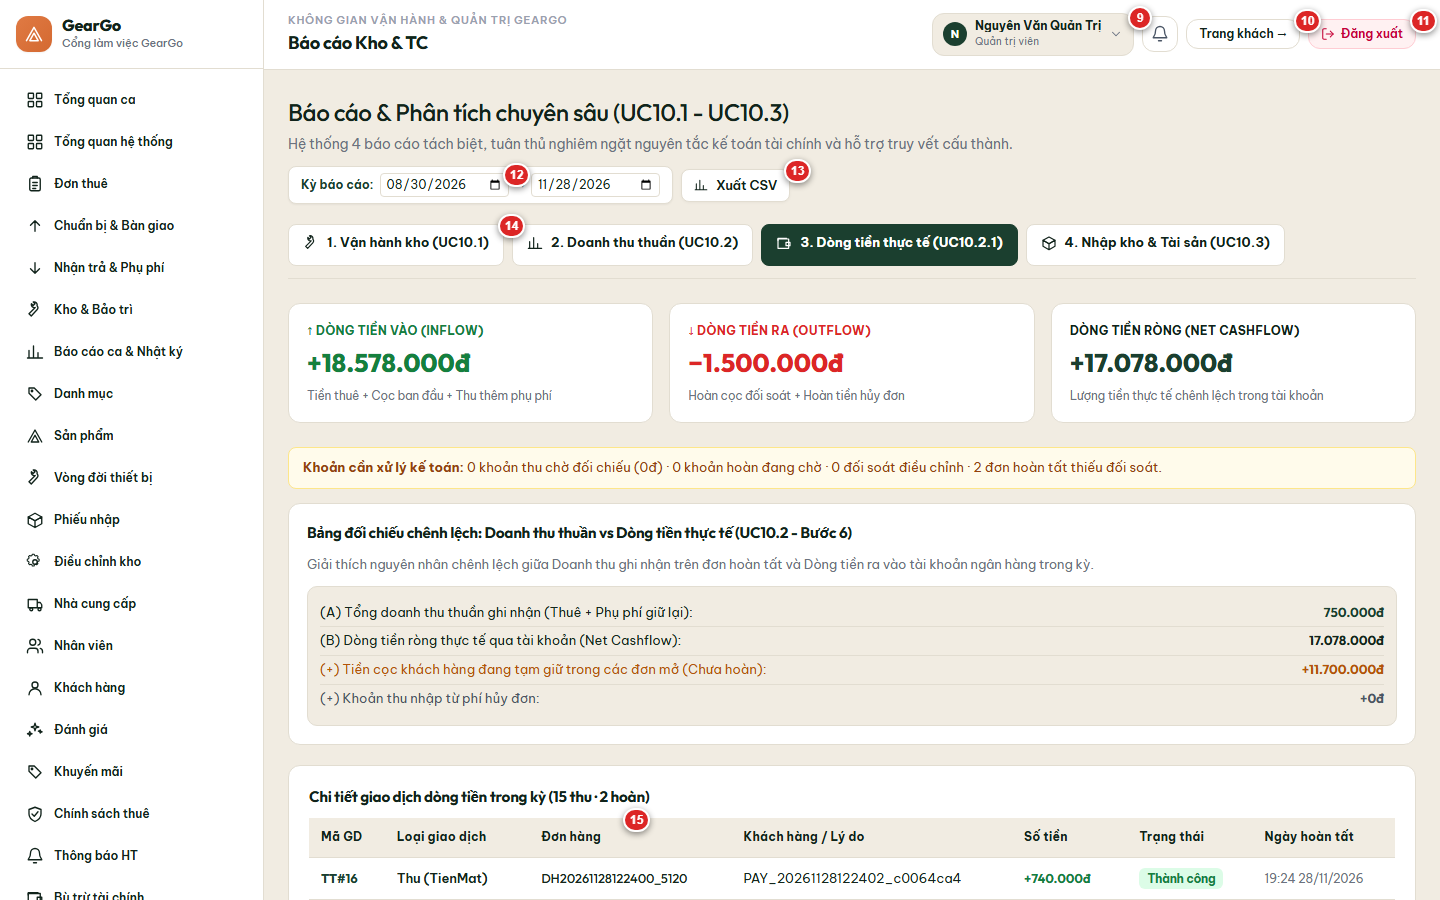 GearGo
Cổng làm việc GearGo
Tổng quan ca
Tổng quan hệ thống
Đơn thuê
Chuẩn bị & Bàn giao
Nhận trả & Phụ phí
Kho & Bảo trì
Báo cáo ca & Nhật ký
Danh mục
Sản phẩm
Vòng đời thiết bị
Phiếu nhập
Điều chỉnh kho
Nhà cung cấp
Nhân viên
Khách hàng
Đánh giá
Khuyến mãi
Chính sách thuê
Thông báo HT
Bù trừ tài chính
KHÔNG GIAN VẬN HÀNH & QUẢN TRỊ GEARGO
Báo cáo Kho & TC
N
Nguyễn Văn Quản Trị
Quản trị viên
9
Trang khách →
10
Đăng xuất
11
Báo cáo & Phân tích chuyên sâu (UC10.1 - UC10.3)
Hệ thống 4 báo cáo tách biệt, tuân thủ nghiêm ngặt nguyên tắc kế toán tài chính và hỗ trợ truy vết cấu thành.
Kỳ báo cáo: 08/30/2026 12 11/28/2026
Xuất CSV 13
1. Vận hành kho (UC10.1) 14
2. Doanh thu thuần (UC10.2)
3. Dòng tiền thực tế (UC10.2.1)
4. Nhập kho & Tài sản (UC10.3)
↑ DÒNG TIỀN VÀO (INFLOW)
+18.578.000đ
Tiền thuê + Cọc ban đầu + Thu thêm phụ phí
↓ DÒNG TIỀN RA (OUTFLOW)
−1.500.000đ
Hoàn cọc đối soát + Hoàn tiền hủy đơn
DÒNG TIỀN RÒNG (NET CASHFLOW)
+17.078.000đ
Lượng tiền thực tế chênh lệch trong tài khoản
Khoản cần xử lý kế toán: 0 khoản thu chờ đối chiếu (0đ) · 0 khoản hoàn đang chờ · 0 đối soát điều chỉnh · 2 đơn hoàn tất thiếu đối soát.
Bảng đối chiếu chênh lệch: Doanh thu thuần vs Dòng tiền thực tế (UC10.2 - Bước 6)
Giải thích nguyên nhân chênh lệch giữa Doanh thu ghi nhận trên đơn hoàn tất và Dòng tiền ra vào tài khoản ngân hàng trong kỳ.
(A) Tổng doanh thu thuần ghi nhận (Thuê + Phụ phí giữ lại): 750.000đ
(B) Dòng tiền ròng thực tế qua tài khoản (Net Cashflow): 17.078.000đ
(+) Tiền cọc khách hàng đang tạm giữ trong các đơn mở (Chưa hoàn): +11.700.000đ
(+) Khoản thu nhập từ phí hủy đơn: +0đ
Chi tiết giao dịch dòng tiền trong kỳ (15 thu · 2 hoàn)
15
Mã GD Loại giao dịch Đơn hàng Khách hàng / Lý do Số tiền Trạng thái Ngày hoàn tất
TT#16 Thu (TienMat) DH20261128122400_5120 PAY_20261128122402_c0064ca4 +740.000đ Thành công 19:24 28/11/2026